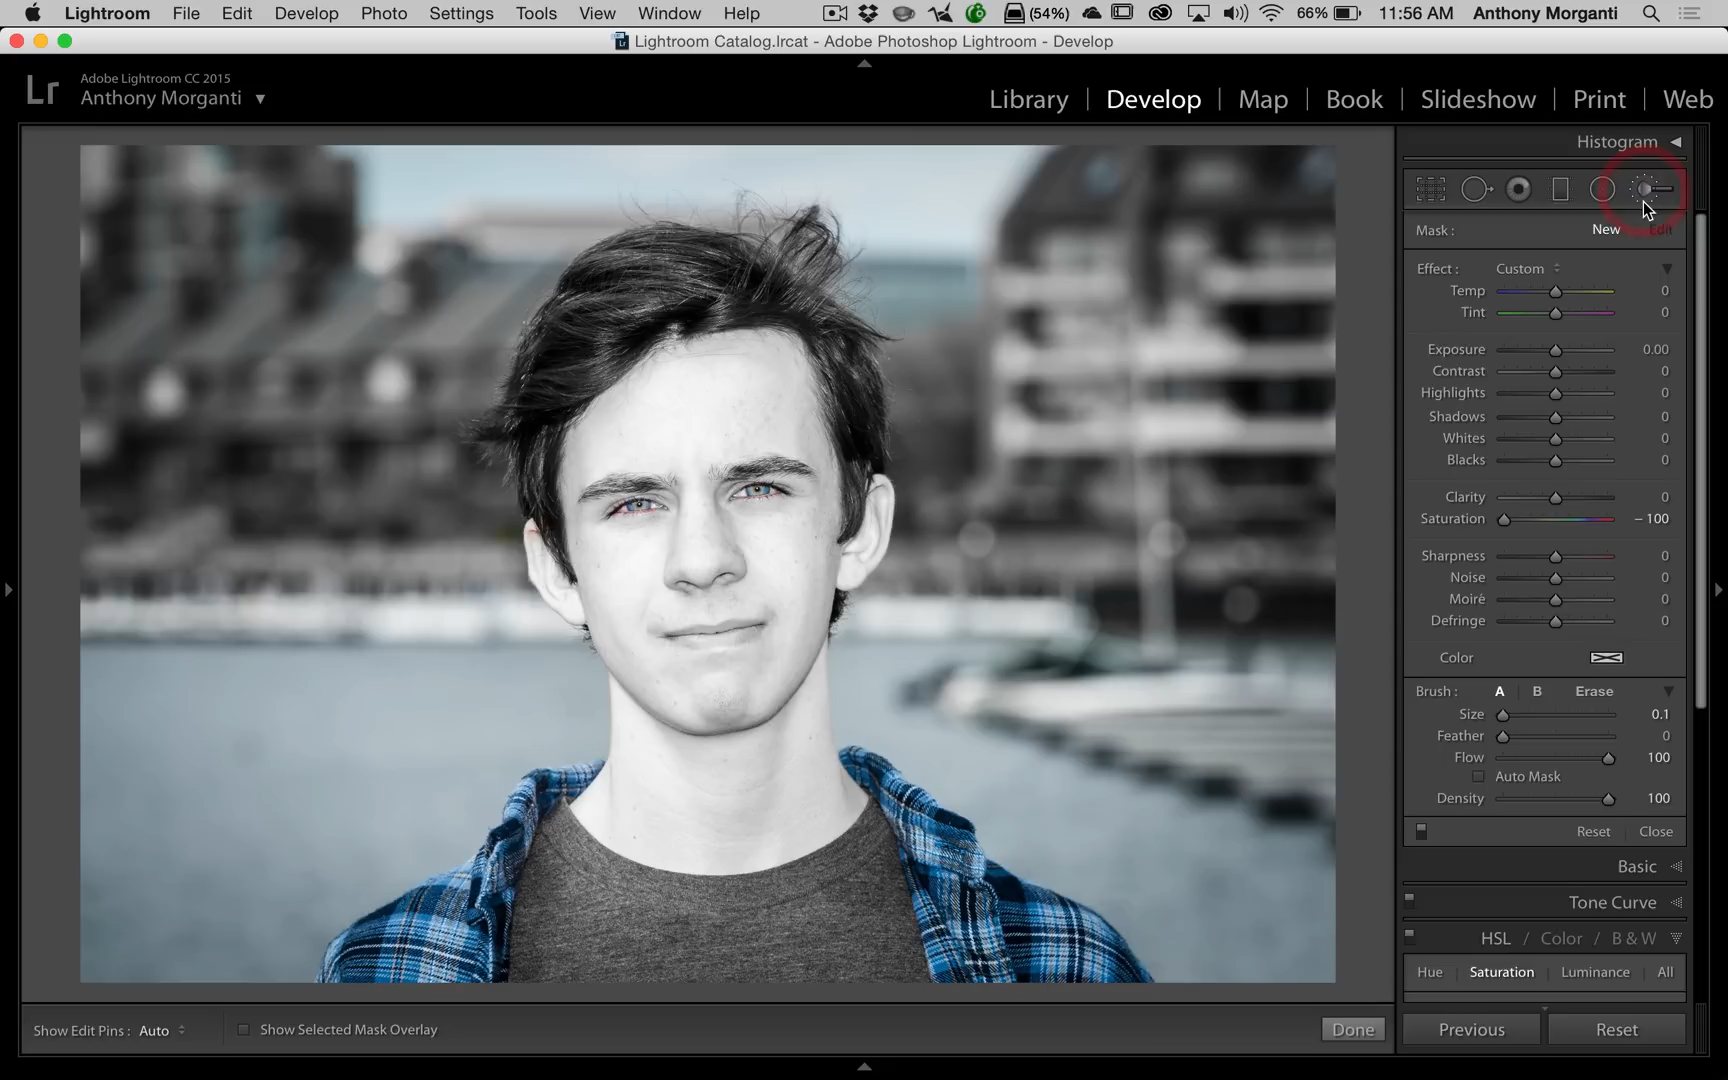 Lightroom File Edit Develop Photo Settings Tools View Window Help (54%) 66% 11:56 AM Anthony Morganti
Lightroom Catalog.lrcat - Adobe Photoshop Lightroom - Develop
Lr
Adobe Lightroom CC 2015
Anthony Morganti
Library | Develop | Map | Book | Slideshow | Print | Web
Histogram
Mask : New Edit
Effect : Custom
Temp 0
Tint 0
Exposure 0.00
Contrast 0
Highlights 0
Shadows 0
Whites 0
Blacks 0
Clarity 0
Saturation – 100
Sharpness 0
Noise 0
Moiré 0
Defringe 0
Color
Brush : A B Erase
Size 0.1
Feather 0
Flow 100
Auto Mask
Density 100
Reset Close
Basic
Tone Curve
HSL / Color / B & W
Hue Saturation Luminance All
Show Edit Pins : Auto Show Selected Mask Overlay Done Previous Reset